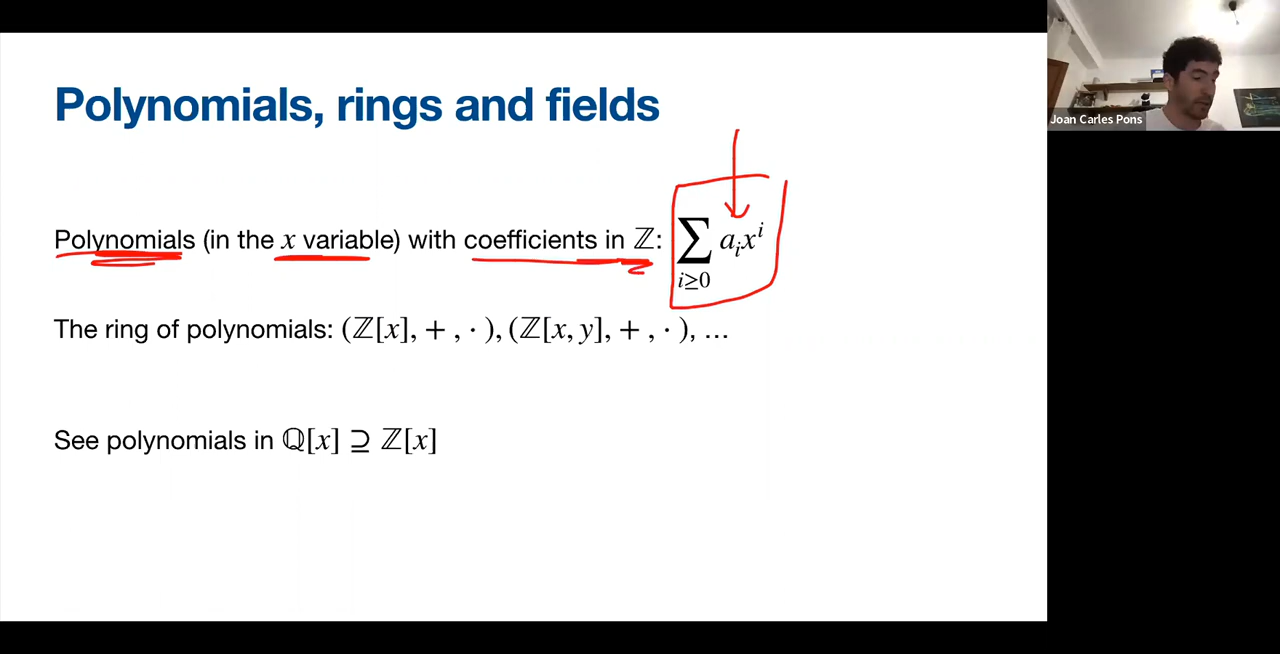 Polynomials, rings and fields
Joan Carles Pons
Polynomials (in the x variable) with coefficients in ℤ: ∑_{i≥0} a_i x^i
The ring of polynomials: (ℤ[x], + , · ), (ℤ[x, y], + , · ), …
See polynomials in ℚ[x] ⊇ ℤ[x]